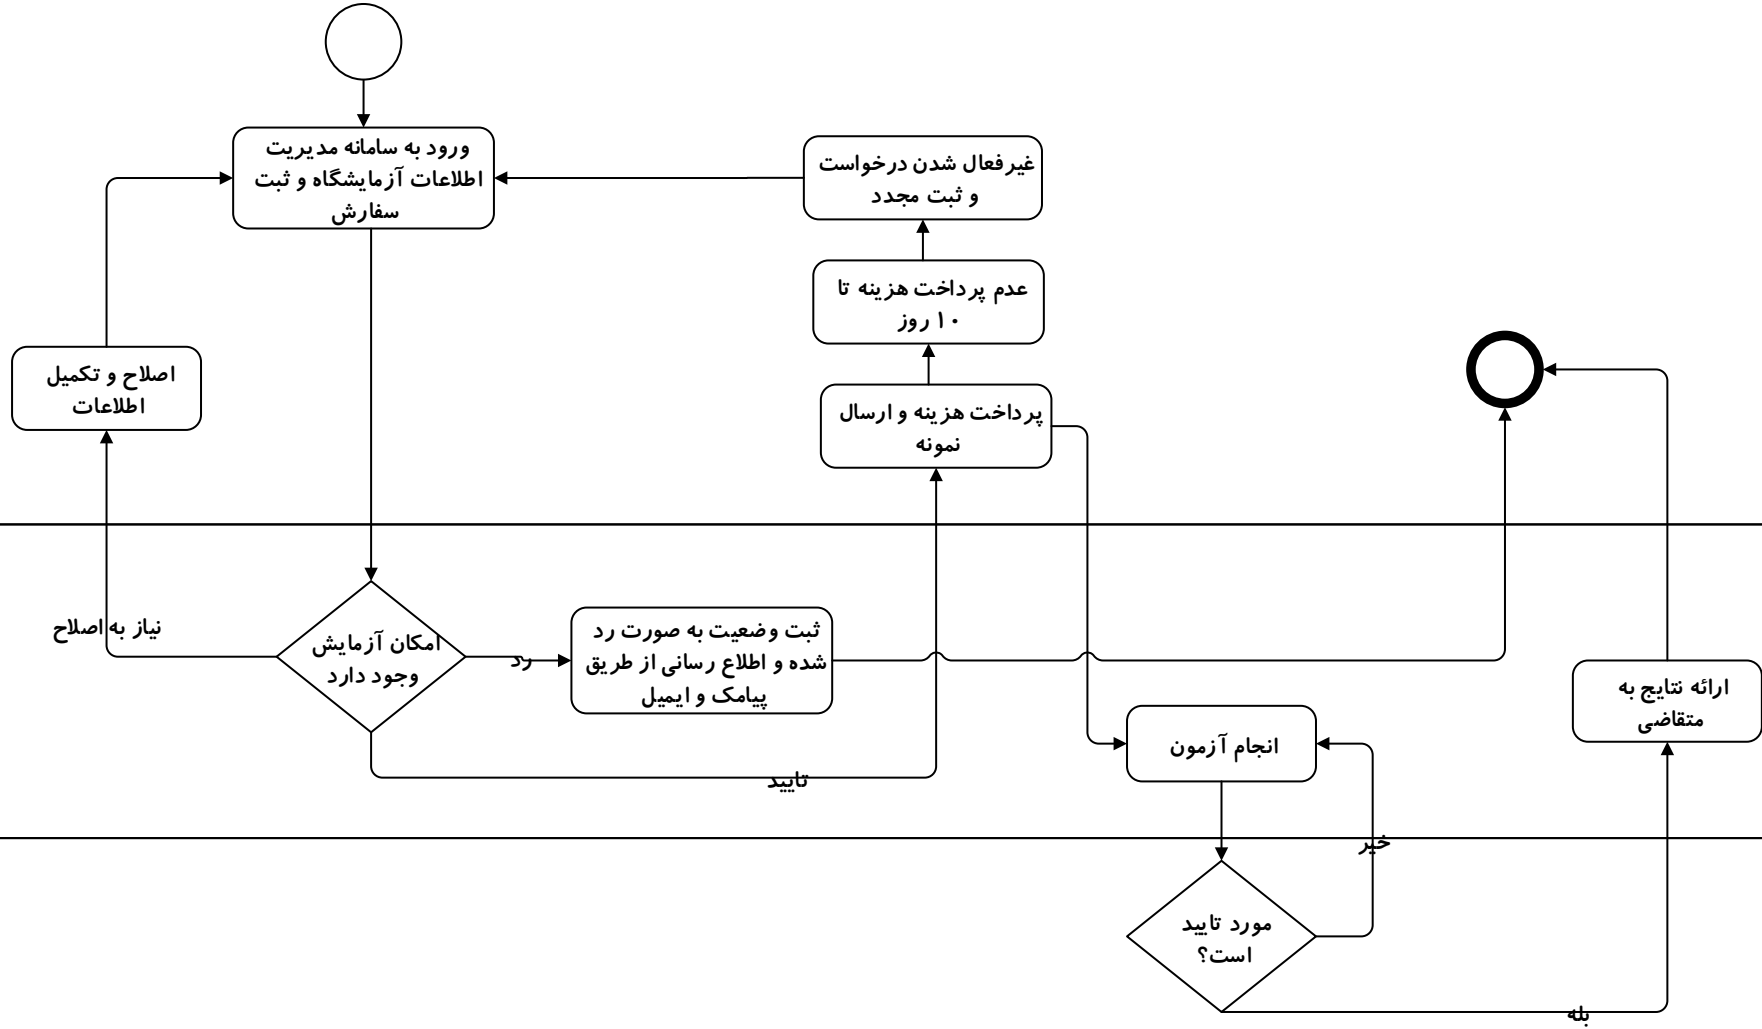 ورود به سامانه مدیریت
اطلاعات آزمایشگاه و ثبت
سفارش
غیرفعال شدن درخواست
و ثبت مجدد
عدم پرداخت هزینه تا
۱۰ روز
اصلاح و تکمیل
اطلاعات
پرداخت هزینه و ارسال
نمونه
نیاز به اصلاح
امکان آزمایش
وجود دارد
رد
ثبت وضعیت به صورت رد
شده و اطلاع رسانی از طریق
پیامک و ایمیل
تایید
ارائه نتایج به
متقاضی
انجام آزمون
خیر
مورد تایید
است؟
بله